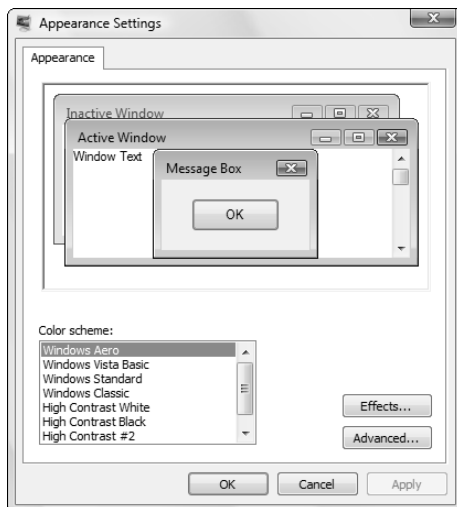 Appearance Settings
Appearance
Inactive Window
Active Window
Window Text
Message Box
OK
Color scheme:
Windows Aero
Windows Vista Basic
Windows Standard
Windows Classic
High Contrast White
High Contrast Black
High Contrast #2
Effects...
Advanced...
OK Cancel Apply